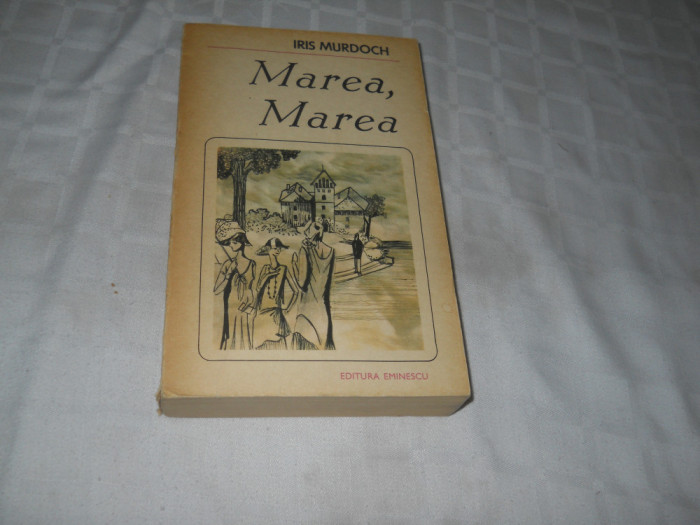 IRIS MURDOCH
Marea,
Marea
EDITURA EMINESCU